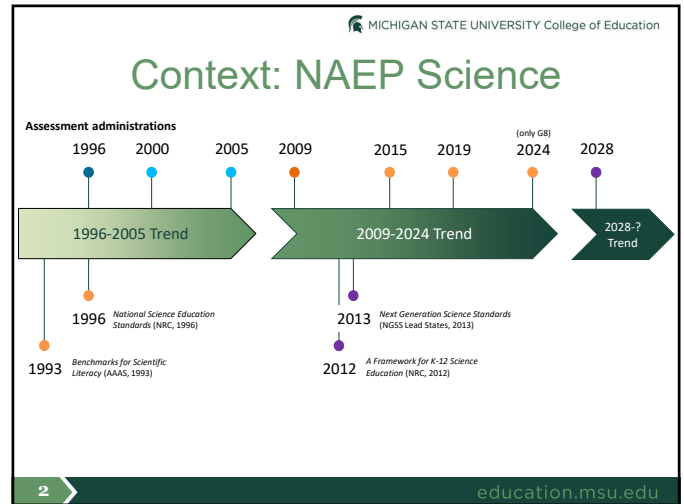 MICHIGAN STATE UNIVERSITY College of Education
Context: NAEP Science
Assessment administrations
(only G8)
1996 2000 2005 2009 2015 2019 2024 2028
1996-2005 Trend
2009-2024 Trend
2028-?
Trend
1996
National Science Education
Standards (NRC, 1996)
2013
Next Generation Science Standards
(NGSS Lead States, 2013)
1993
Benchmarks for Scientific
Literacy (AAAS, 1993)
2012
A Framework for K-12 Science
Education (NRC, 2012)
2
education.msu.edu